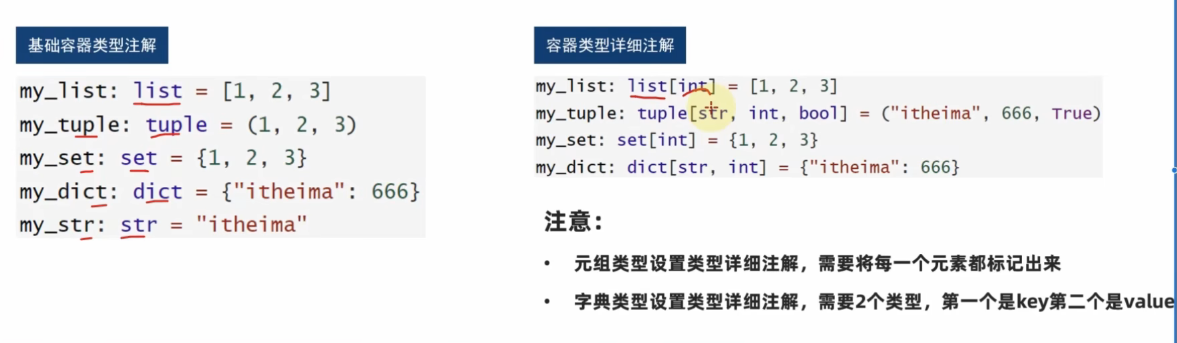 基础容器类型注解
my_list: list = [1, 2, 3]
my_tuple: tuple = (1, 2, 3)
my_set: set = {1, 2, 3}
my_dict: dict = {"itheima": 666}
my_str: str = "itheima"
容器类型详细注解
my_list: list[int] = [1, 2, 3]
my_tuple: tuple[str, int, bool] = ("itheima", 666, True)
my_set: set[int] = {1, 2, 3}
my_dict: dict[str, int] = {"itheima": 666}
注意：
• 元组类型设置类型详细注解，需要将每一个元素都标记出来
• 字典类型设置类型详细注解，需要2个类型，第一个是key第二个是value